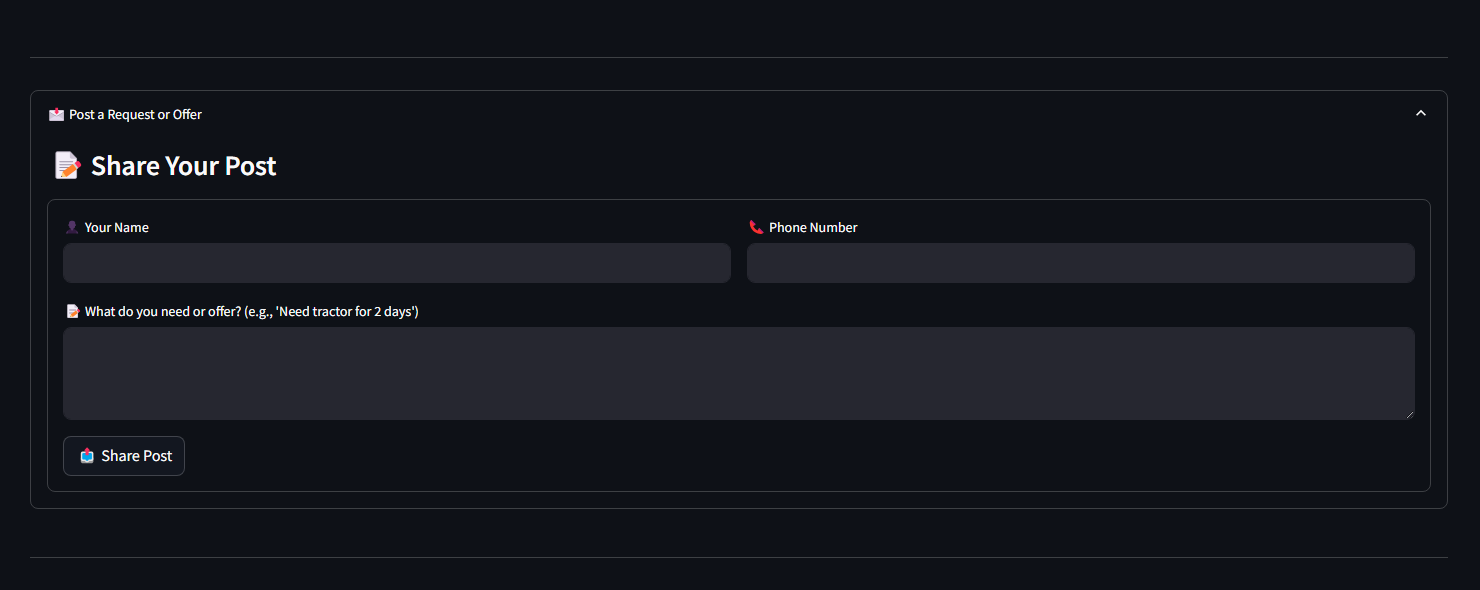 Post a Request or Offer
Share Your Post
Your Name
Phone Number
What do you need or offer? (e.g., 'Need tractor for 2 days')
Share Post